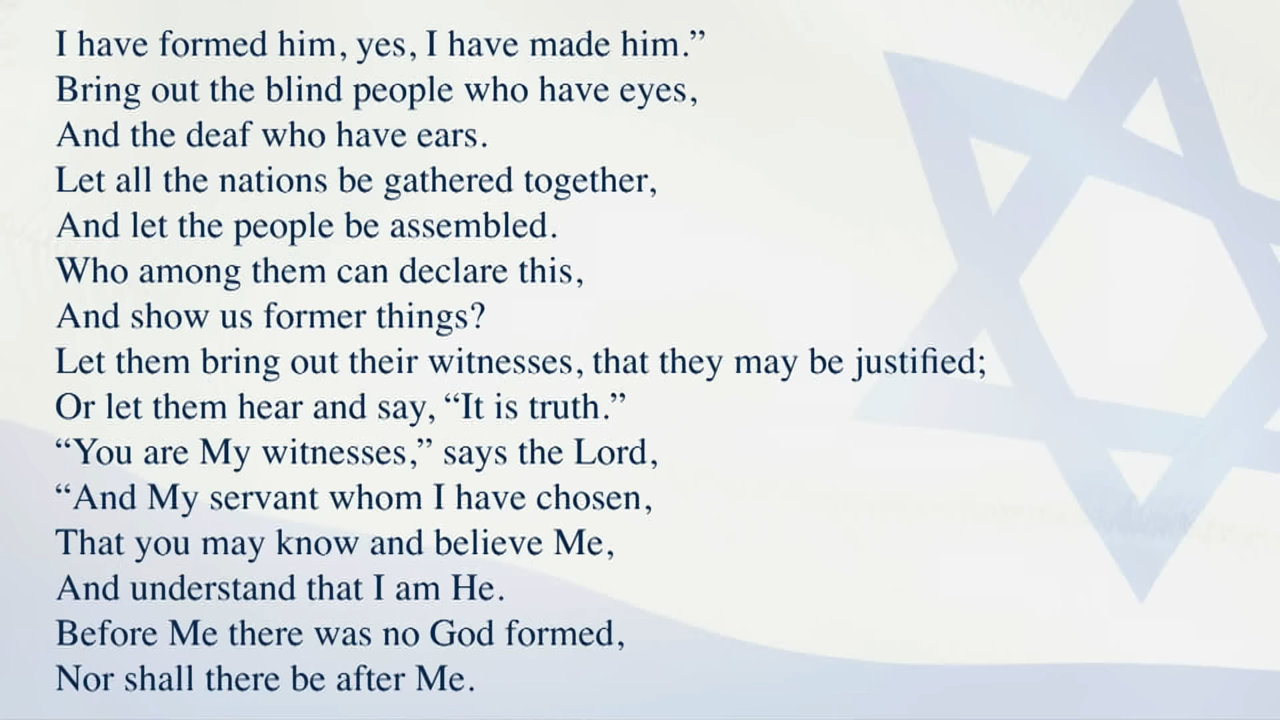 I have formed him, yes, I have made him.”
Bring out the blind people who have eyes,
And the deaf who have ears.
Let all the nations be gathered together,
And let the people be assembled.
Who among them can declare this,
And show us former things?
Let them bring out their witnesses, that they may be justified;
Or let them hear and say, “It is truth.”
“You are My witnesses,” says the Lord,
“And My servant whom I have chosen,
That you may know and believe Me,
And understand that I am He.
Before Me there was no God formed,
Nor shall there be after Me.